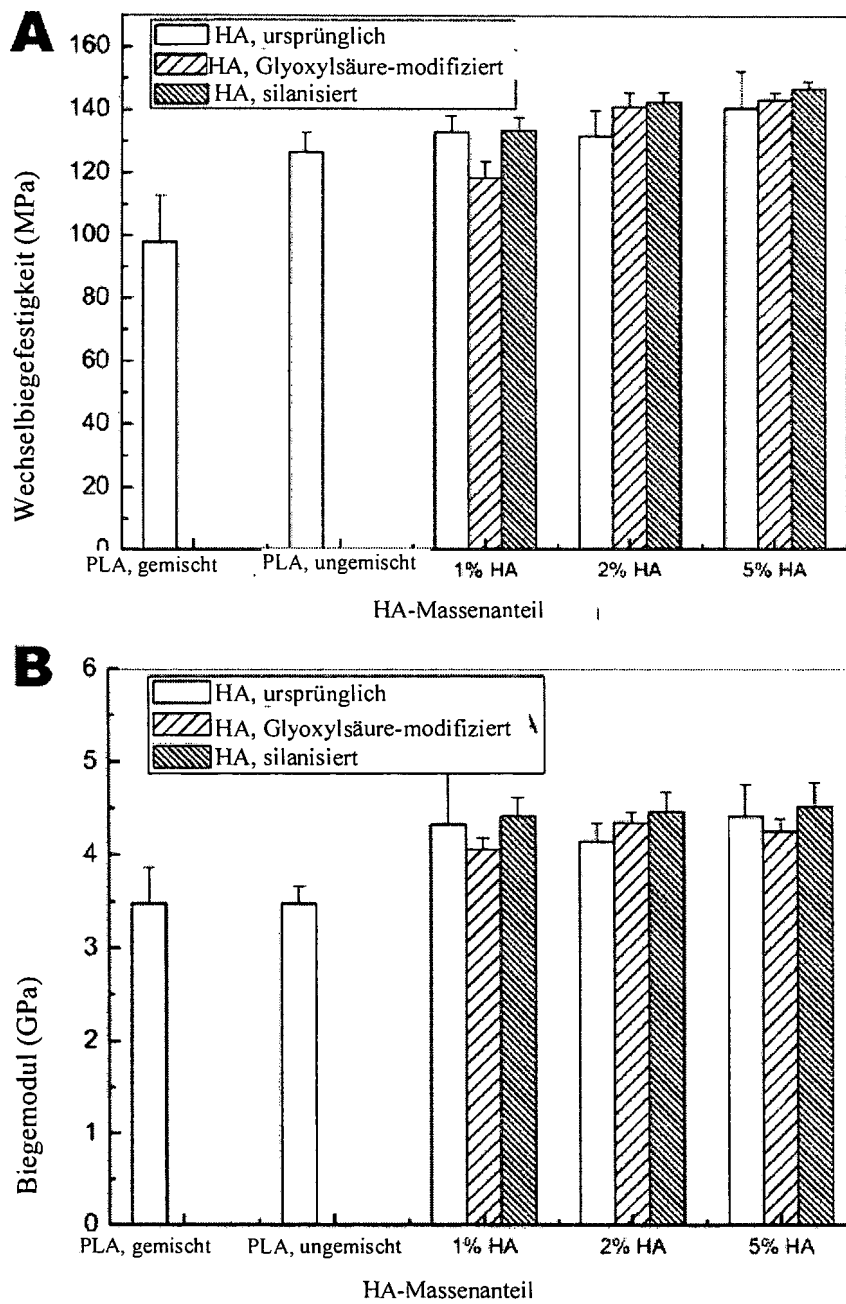 A
160
140
120
100
80
60
40
20
0
Wechselbiegefestigkeit (MPa)
HA, ursprünglich
HA, Glyoxylsäure-modifiziert
HA, silanisiert
PLA, gemischt PLA, ungemischt 1% HA 2% HA 5% HA
HA-Massenanteil
B
6
5
4
3
2
1
0
Biegemodul (GPa)
HA, ursprünglich
HA, Glyoxylsäure-modifiziert
HA, silanisiert
PLA, gemischt PLA, ungemischt 1% HA 2% HA 5% HA
HA-Massenanteil